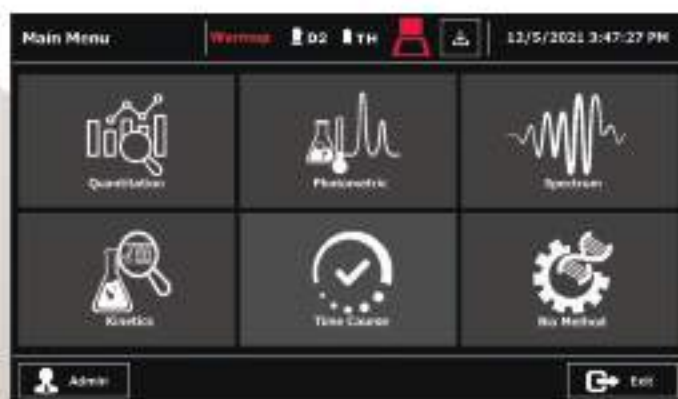 Main Menu Warmup D2 TH 12/5/2021 3:47:27 PM
Quantitation Photometric Spectrum
Kinetics Time Course Bio Method
Admin Exit